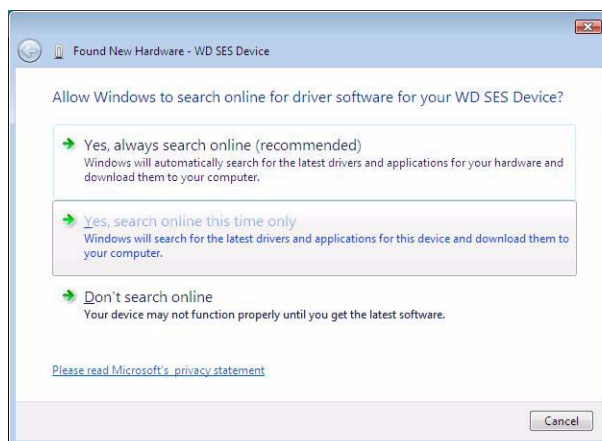 Found New Hardware - WD SES Device
Allow Windows to search online for driver software for your WD SES Device?
Yes, always search online (recommended)
Windows will automatically search for the latest drivers and applications for your hardware and
download them to your computer.
Yes, search online this time only
Windows will search for the latest drivers and applications for this device and download them to
your computer.
Don't search online
Your device may not function properly until you get the latest software.
Please read Microsoft's privacy statement
Cancel